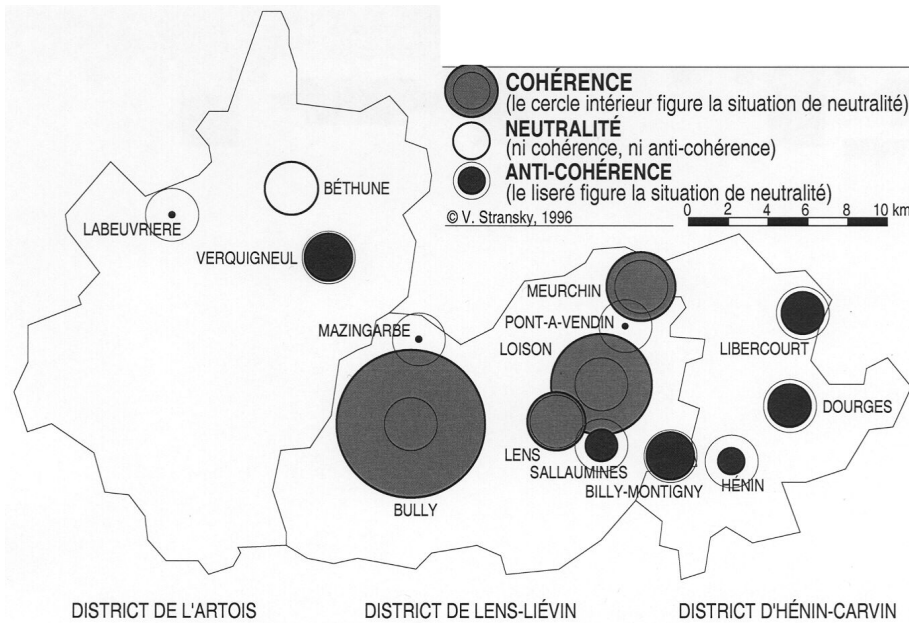 COHÉRENCE
(le cercle intérieur figure la situation de neutralité)
NEUTRALITÉ
(ni cohérence, ni anti-cohérence)
ANTI-COHÉRENCE
(le liseré figure la situation de neutralité)
© V. Stransky, 1996
0 2 4 6 8 10 km
BÉTHUNE
LABEUVRIERE
VERQUIGNEUL
MEURCHIN
MAZINGARBE
PONT-A-VENDIN
LOISON
LIBERCOURT
DOURGES
LENS
SALLAUMINES
HÉNIN
BILLY-MONTIGNY
BULLY
DISTRICT DE L'ARTOIS
DISTRICT DE LENS-LIÉVIN
DISTRICT D'HÉNIN-CARVIN